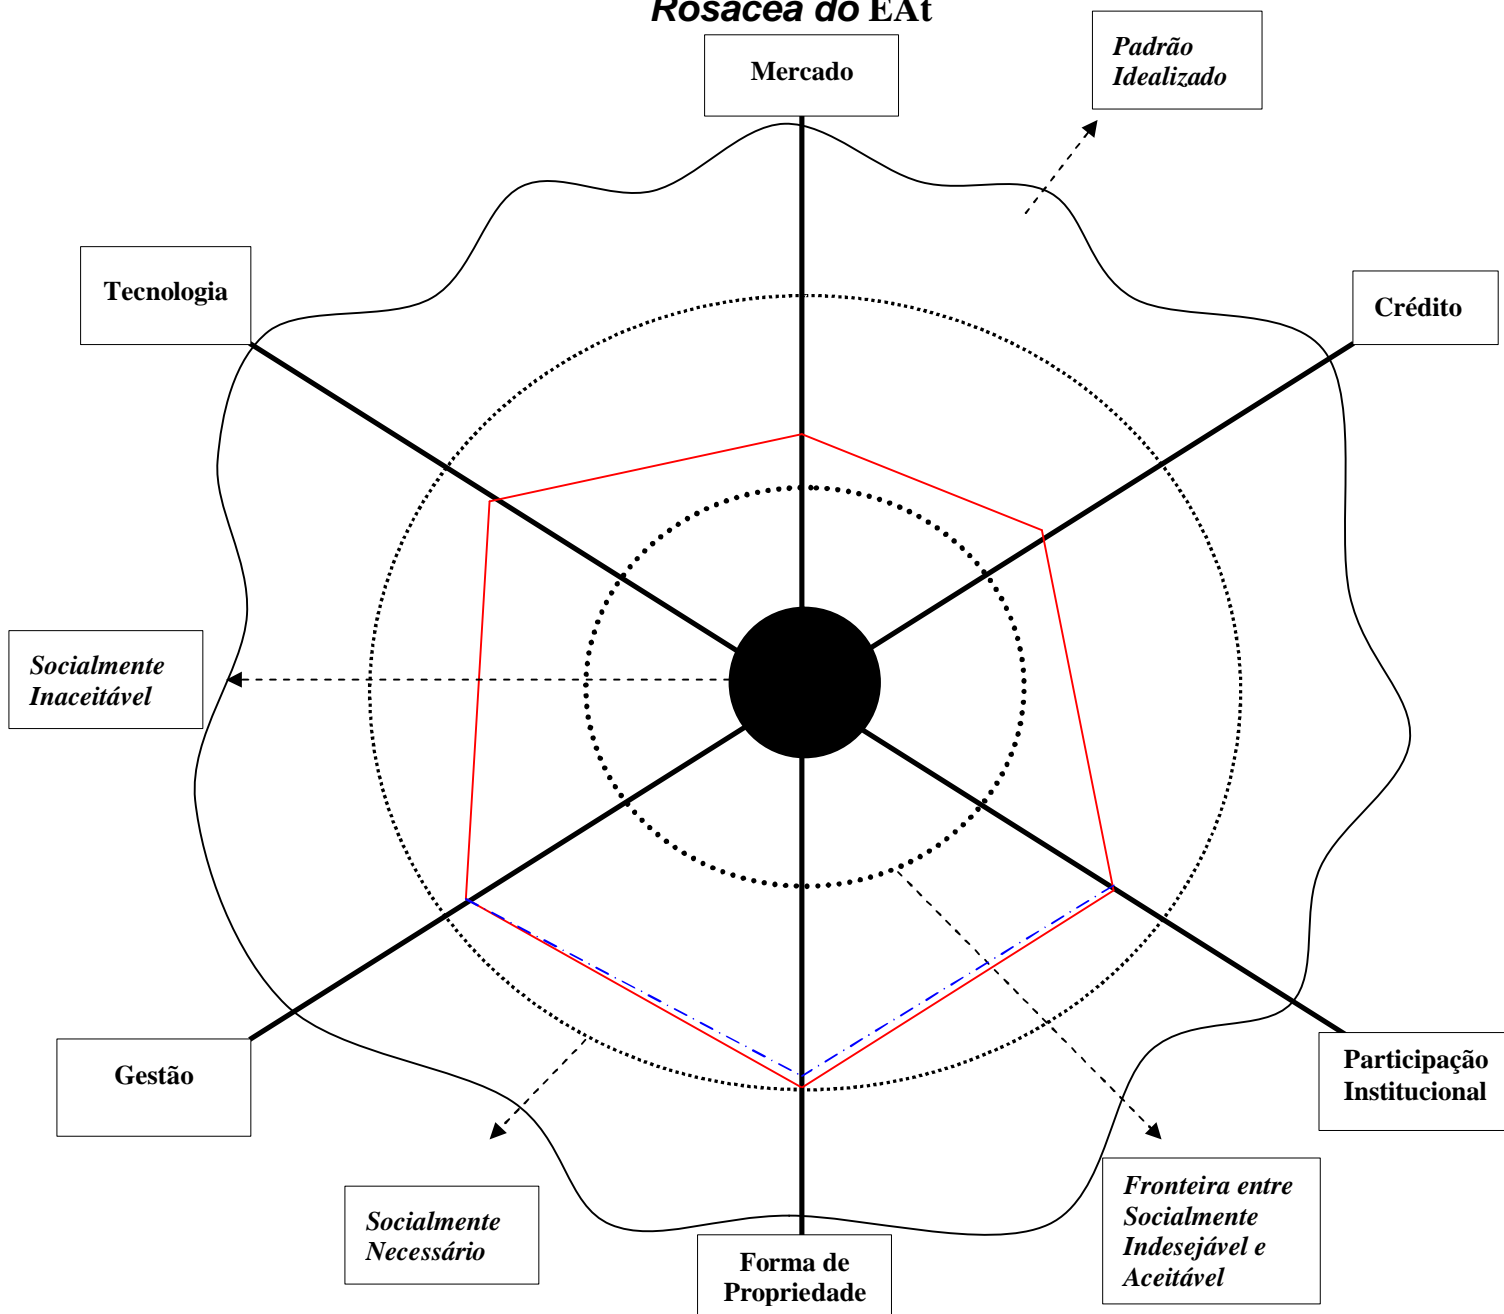 Rosácea do EAt
Padrão
Idealizado
Mercado
Tecnologia
Crédito
Socialmente
Inaceitável
Gestão
Participação
Institucional
Socialmente
Necessário
Forma de
Propriedade
Fronteira entre
Socialmente
Indesejável e
Aceitável